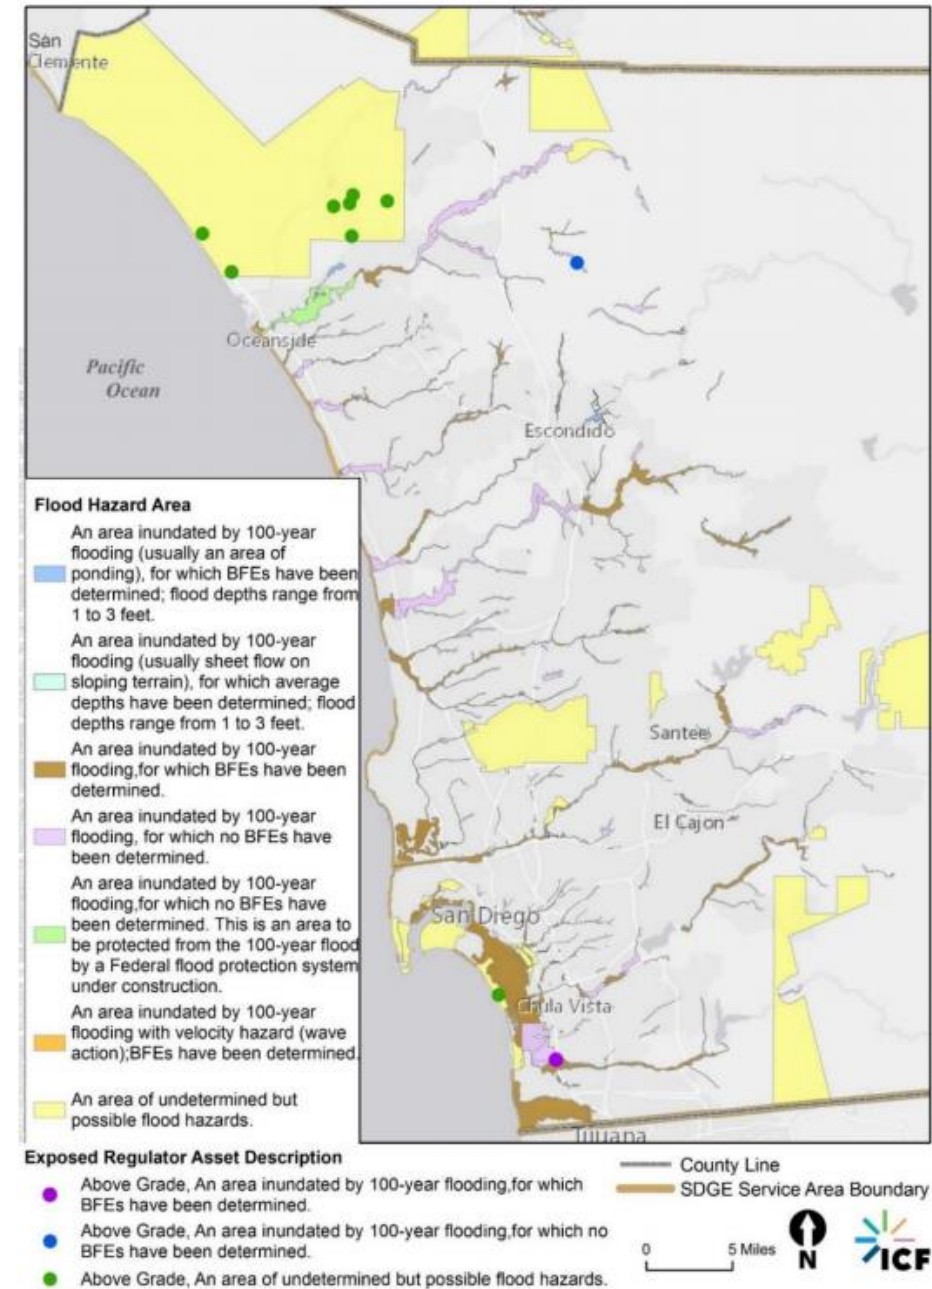 San
Clemente
Oceanside
Pacific
Ocean
Escondido
Flood Hazard Area
An area inundated by 100-year
flooding (usually an area of
ponding), for which BFEs have been
determined; flood depths range from
1 to 3 feet.
An area inundated by 100-year
flooding (usually sheet flow on
sloping terrain), for which average
depths have been determined; flood
depths range from 1 to 3 feet.
An area inundated by 100-year
flooding,for which BFEs have been
determined.
An area inundated by 100-year
flooding, for which no BFEs have
been determined.
An area inundated by 100-year
flooding,for which no BFEs have
been determined. This is an area to
be protected from the 100-year flood
by a Federal flood protection system
under construction.
An area inundated by 100-year
flooding with velocity hazard (wave
action);BFEs have been determined.
An area of undetermined but
possible flood hazards.
Santee
El Cajon
San Diego
Chula Vista
Tijuana
Exposed Regulator Asset Description
Above Grade, An area inundated by 100-year flooding,for which
BFEs have been determined.
Above Grade, An area inundated by 100-year flooding,for which no
BFEs have been determined.
Above Grade, An area of undetermined but possible flood hazards.
County Line
SDGE Service Area Boundary
0 5 Miles
N
ICF